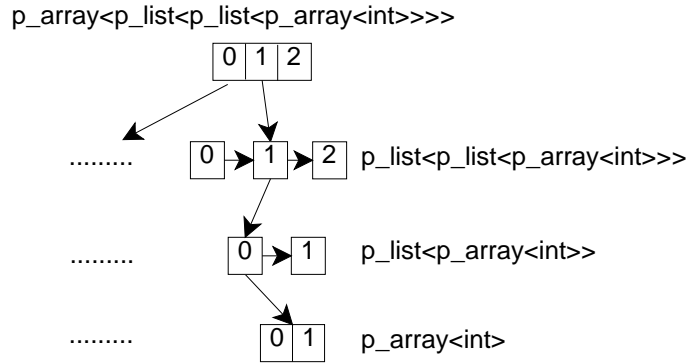 p_array<p_list<p_list<p_array<int>>>>
0 1 2
......... 0 1 2 p_list<p_list<p_array<int>>>
......... 0 1 p_list<p_array<int>>
......... 0 1 p_array<int>